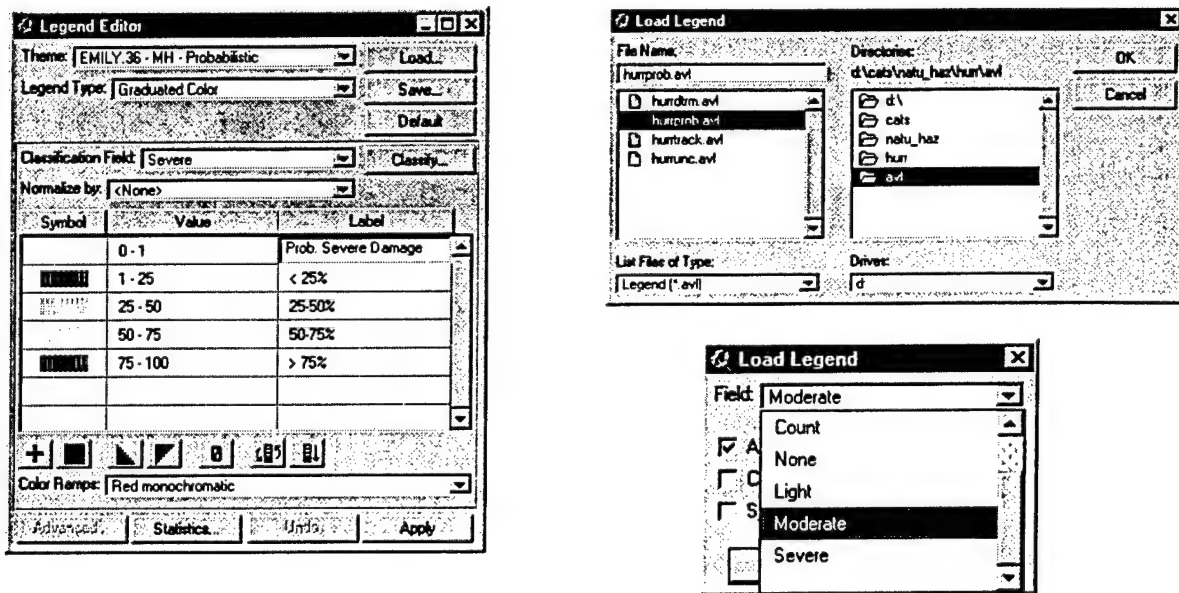 Legend Editor
Theme: EMILY.36 - MH - Probabilistic
Load...
Legend Type: Graduated Color
Save...
Default
Classification Field: Severe
Classify...
Normalize by: <None>
Symbol Value Label
0 - 1 Prob. Severe Damage
1 - 25 < 25%
25 - 50 25-50%
50 - 75 50-75%
75 - 100 > 75%
Color Ramps: Red monochromatic
Advanced... Statistics... Undo Apply
Load Legend
File Name:
hurrprob.avl
hurrdtrm.avl
hurrprob.avl
hurrtrack.avl
hurrunc.avl
List Files of Type:
Legend (*.avl)
Directories:
d:\cats\natu_haz\hurr\avl
d:\
cats
natu_haz
hurr
avl
Drives:
d:
OK
Cancel
Load Legend
Field: Moderate
A
C
S
Count
None
Light
Moderate
Severe